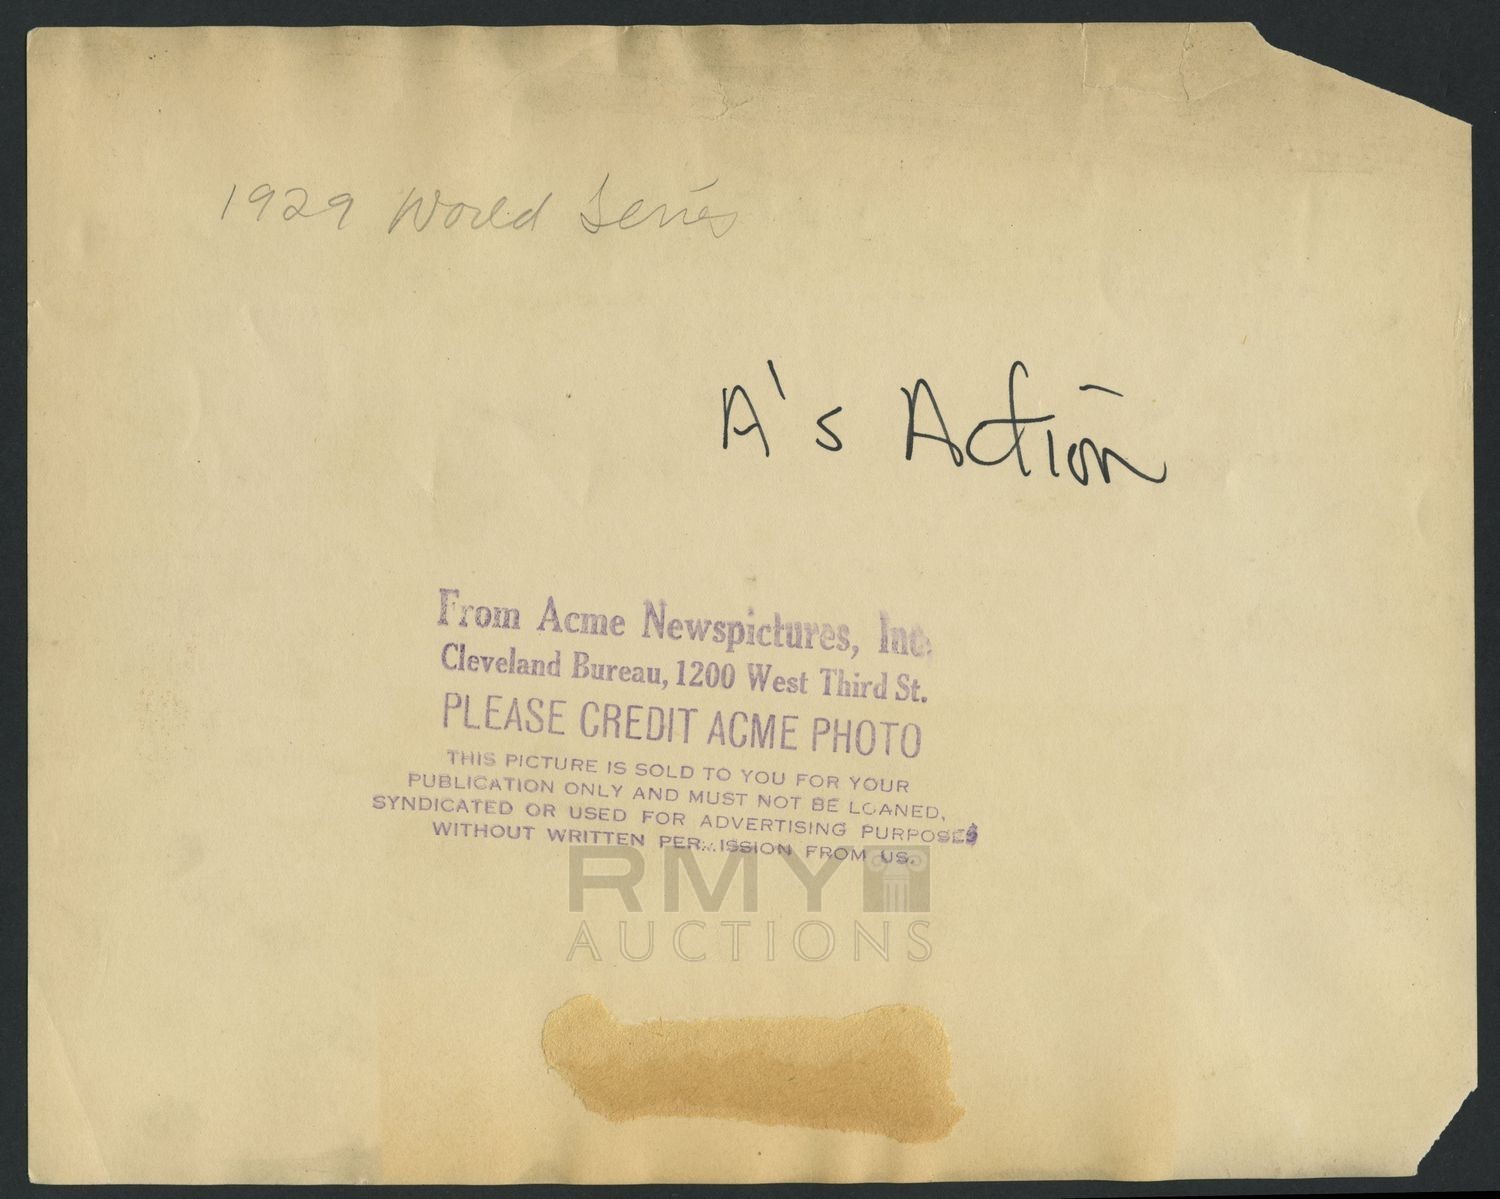 1929 World Series
A's Action
From Acme Newspictures, Inc.
Cleveland Bureau, 1200 West Third St.
PLEASE CREDIT ACME PHOTO
THIS PICTURE IS SOLD TO YOU FOR YOUR
PUBLICATION ONLY AND MUST NOT BE LOANED,
SYNDICATED OR USED FOR ADVERTISING PURPOSES
WITHOUT WRITTEN PERMISSION FROM US.
RMY
AUCTIONS